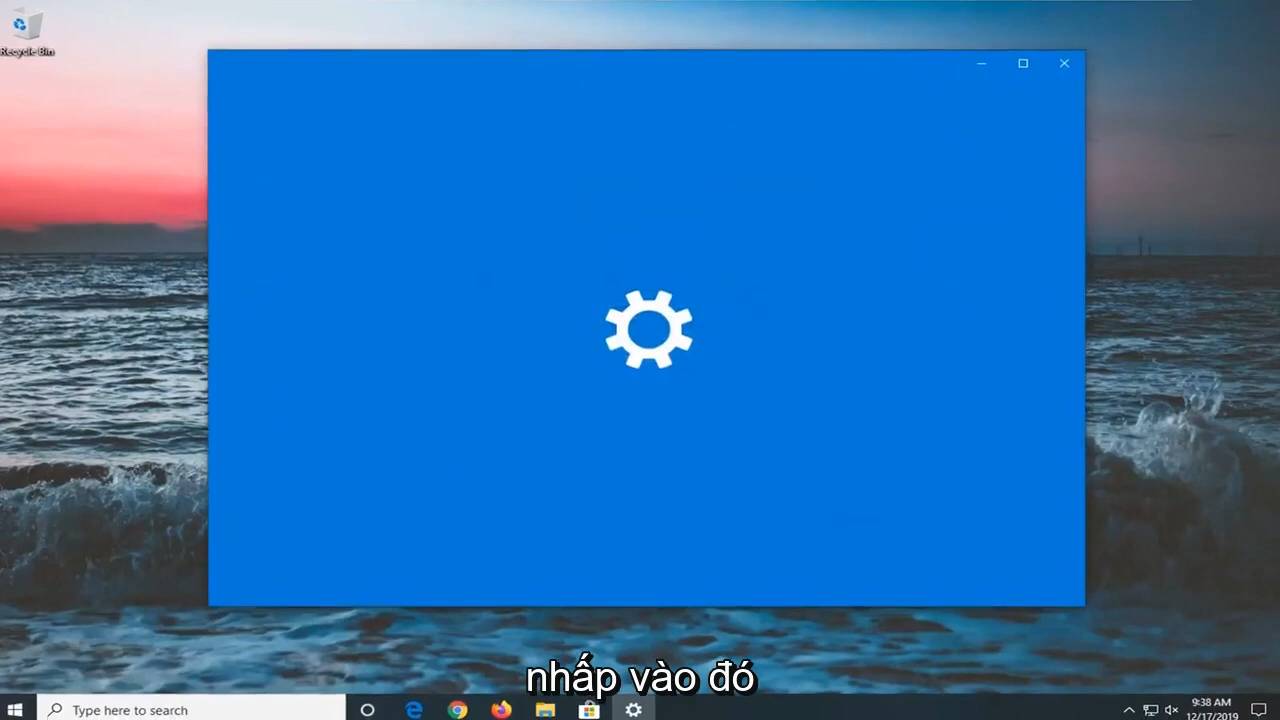 Recycle Bin
nhấp vào đó
Type here to search
9:38 AM
12/17/2019